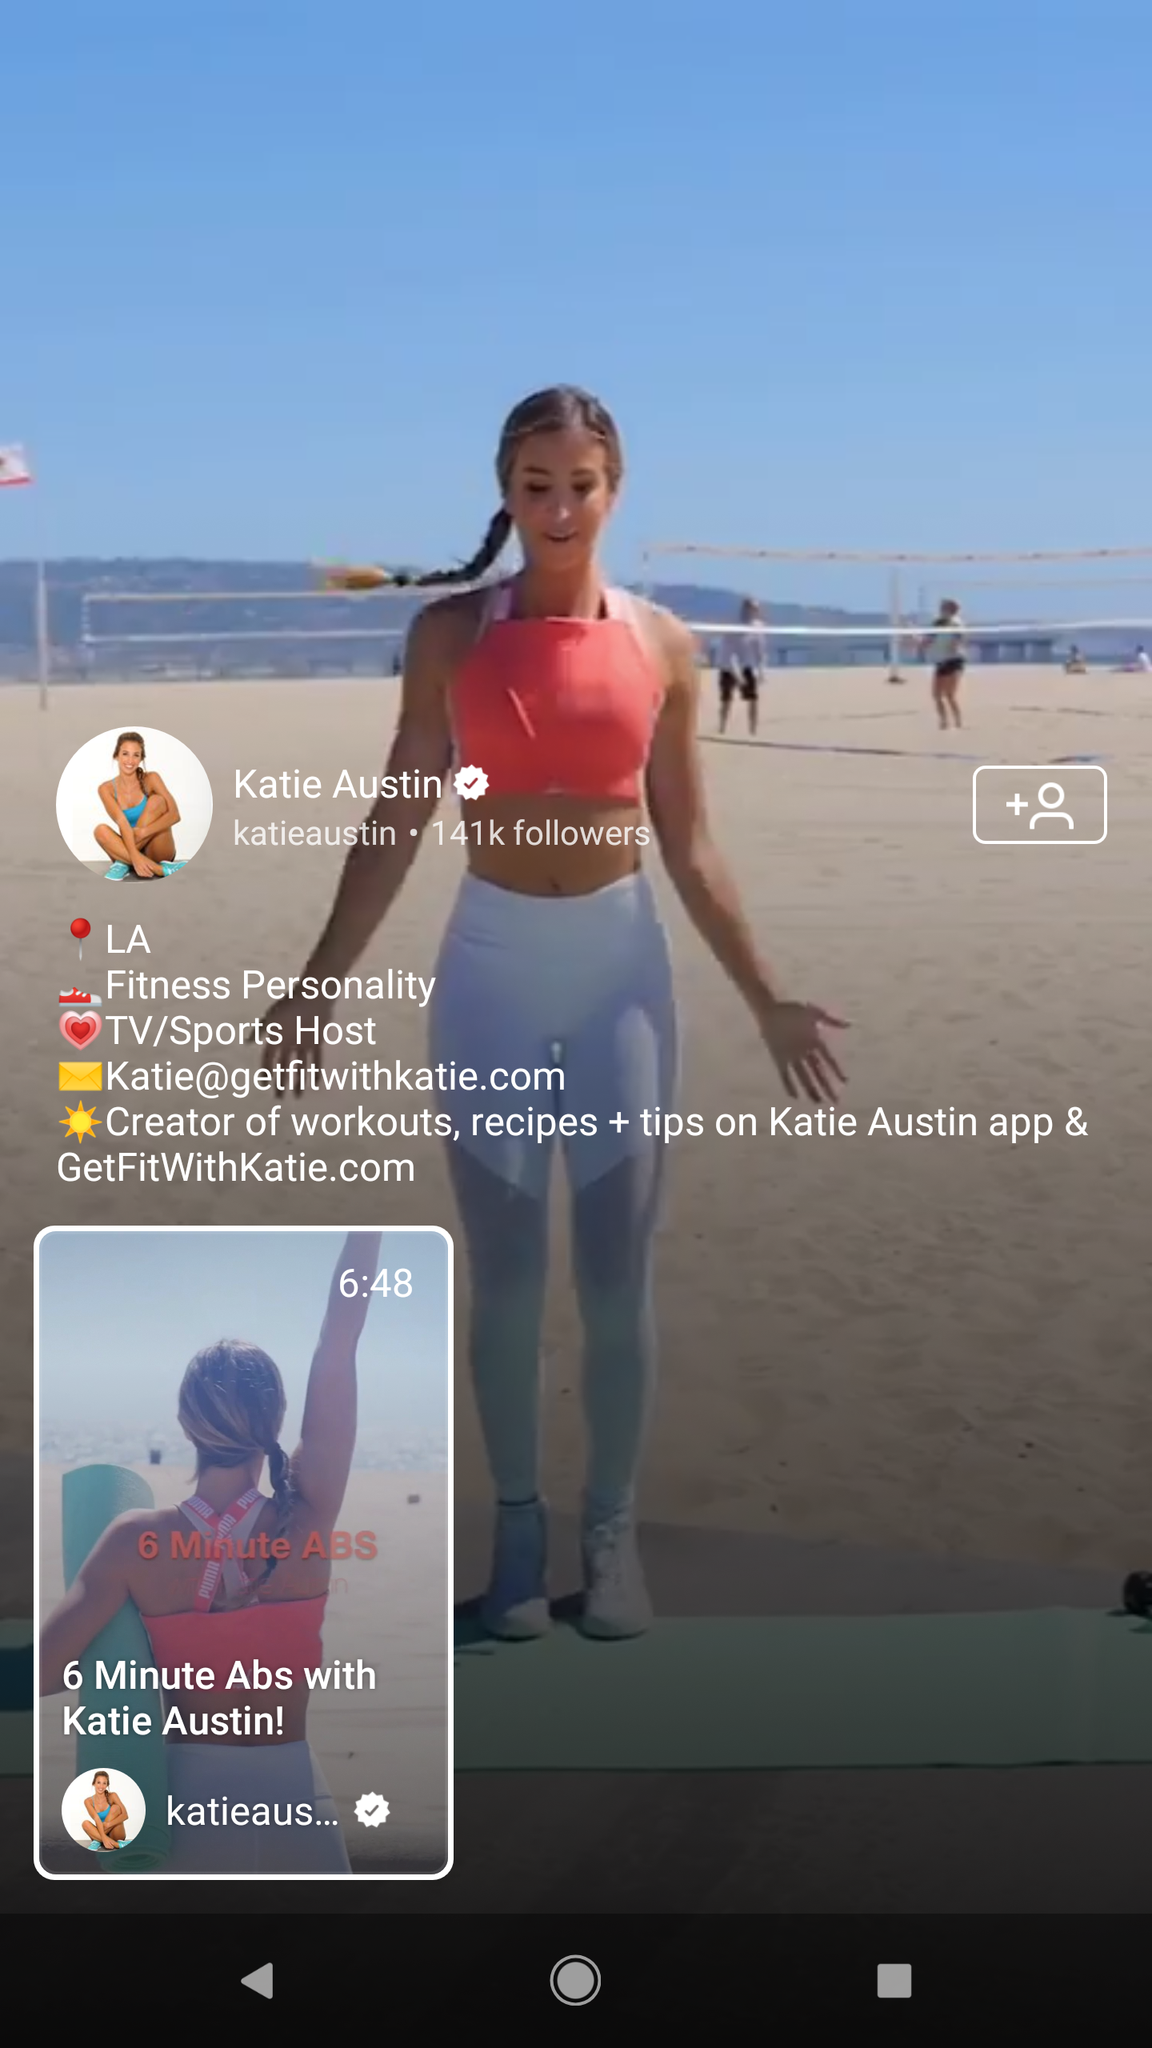 Katie Austin
katieaustin • 141k followers
📍LA
👟Fitness Personality
💗TV/Sports Host
✉️Katie@getfitwithkatie.com
☀️Creator of workouts, recipes + tips on Katie Austin app &
GetFitWithKatie.com
6:48
PUMA
6 Minute ABS
6 Minute Abs with
Katie Austin!
katieaus...